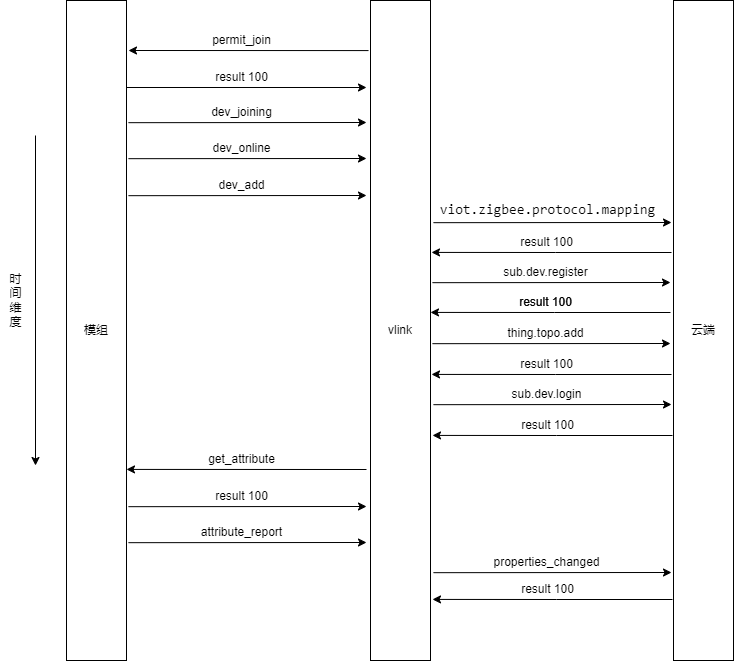 permit_join
result 100
dev_joining
dev_online
dev_add
viot.zigbee.protocol.mapping
result 100
sub.dev.register
result 100
thing.topo.add
result 100
sub.dev.login
result 100
时
间
维
度
模组
vlink
云端
get_attribute
result 100
attribute_report
properties_changed
result 100